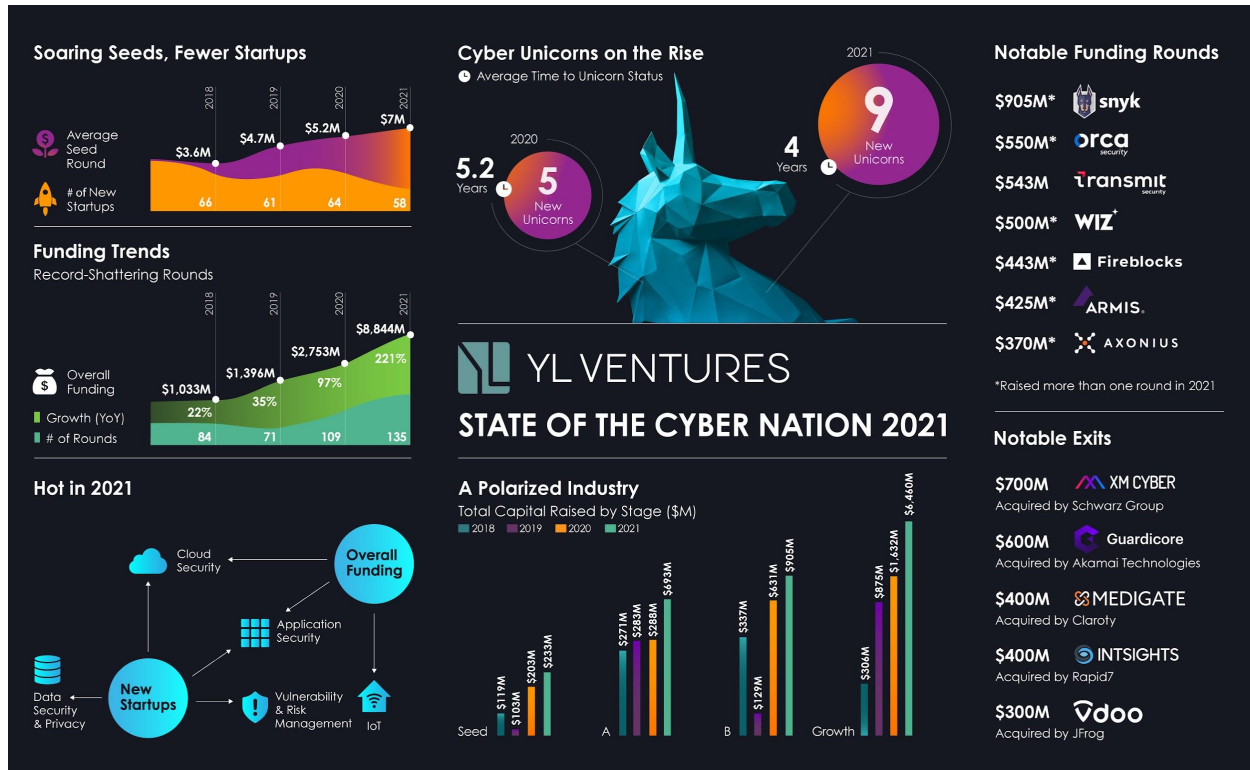 Soaring Seeds, Fewer Startups
2018
2019
2020
2021
$3.6M
$4.7M
$5.2M
$7M
Average
Seed
Round
# of New
Startups
66
61
64
58
Funding Trends
Record-Shattering Rounds
2018
2019
2020
2021
$1,033M
$1,396M
$2,753M
$8,844M
22%
35%
97%
221%
Overall
Funding
Growth (YoY)
# of Rounds
84
71
109
135
Hot in 2021
Cloud
Security
Overall
Funding
Application
Security
Data
Security
& Privacy
New
Startups
Vulnerability
& Risk
Management
IoT
Cyber Unicorns on the Rise
Average Time to Unicorn Status
2020
5.2
Years
5
New
Unicorns
2021
4
Years
9
New
Unicorns
YL VENTURES
STATE OF THE CYBER NATION 2021
A Polarized Industry
Total Capital Raised by Stage ($M)
2018
2019
2020
2021
Seed
$119M
$103M
$203M
$233M
A
$271M
$283M
$288M
$693M
B
$337M
$129M
$631M
$905M
Growth
$306M
$875M
$1,632M
$6,460M
Notable Funding Rounds
$905M* snyk
$550M* orca
security
$543M Transmit
security
$500M* WIZ
$443M* Fireblocks
$425M* ARMIS.
$370M* AXONIUS
*Raised more than one round in 2021
Notable Exits
$700M XM CYBER
Acquired by Schwarz Group
$600M Guardicore
Acquired by Akamai Technologies
$400M MEDIGATE
Acquired by Claroty
$400M INTSIGHTS
Acquired by Rapid7
$300M Vdoo
Acquired by JFrog